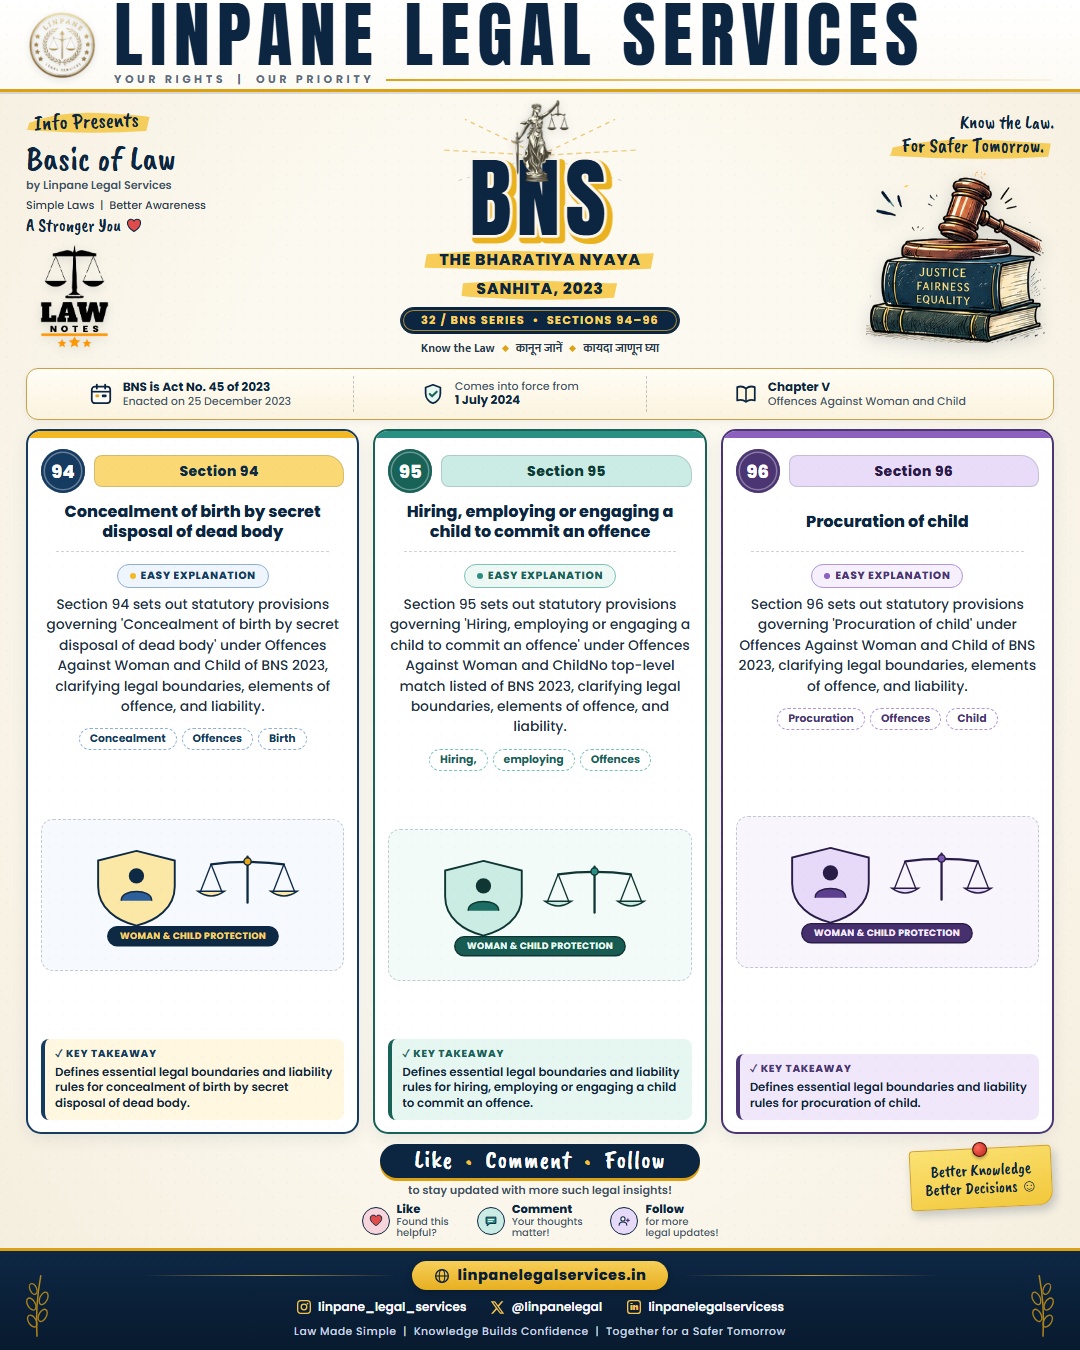 LINPANE LEGAL SERVICES
YOUR RIGHTS | OUR PRIORITY
Info Presents
Basic of Law
by Linpane Legal Services
Simple Laws | Better Awareness
A Stronger You
LAW
NOTES
BNS
THE BHARATIYA NYAYA
SANHITA, 2023
32 / BNS SERIES • SECTIONS 94–96
Know the Law ◆ कानून जानें ◆ कायदा जाणून घ्या
Know the Law.
For Safer Tomorrow.
JUSTICE
FAIRNESS
EQUALITY
BNS is Act No. 45 of 2023
Enacted on 25 December 2023
Comes into force from
1 July 2024
Chapter V
Offences Against Woman and Child
94
Section 94
Concealment of birth by secret
disposal of dead body
EASY EXPLANATION
Section 94 sets out statutory provisions
governing 'Concealment of birth by secret
disposal of dead body' under Offences
Against Woman and Child of BNS 2023,
clarifying legal boundaries, elements of
offence, and liability.
Concealment Offences Birth
WOMAN & CHILD PROTECTION
✓ KEY TAKEAWAY
Defines essential legal boundaries and liability
rules for concealment of birth by secret
disposal of dead body.
95
Section 95
Hiring, employing or engaging a
child to commit an offence
EASY EXPLANATION
Section 95 sets out statutory provisions
governing 'Hiring, employing or engaging a
child to commit an offence' under Offences
Against Woman and ChildNo top-level
match listed of BNS 2023, clarifying legal
boundaries, elements of offence, and
liability.
Hiring, employing Offences
WOMAN & CHILD PROTECTION
✓ KEY TAKEAWAY
Defines essential legal boundaries and liability
rules for hiring, employing or engaging a child
to commit an offence.
96
Section 96
Procuration of child
EASY EXPLANATION
Section 96 sets out statutory provisions
governing 'Procuration of child' under
Offences Against Woman and Child of BNS
2023, clarifying legal boundaries, elements
of offence, and liability.
Procuration Offences Child
WOMAN & CHILD PROTECTION
✓ KEY TAKEAWAY
Defines essential legal boundaries and liability
rules for procuration of child.
Like • Comment • Follow
to stay updated with more such legal insights!
Like
Found this
helpful?
Comment
Your thoughts
matter!
Follow
for more
legal updates!
Better Knowledge
Better Decisions ☺
linpanelegalservices.in
linpane_legal_services @linpanelegal linpanelegalservicess
Law Made Simple | Knowledge Builds Confidence | Together for a Safer Tomorrow